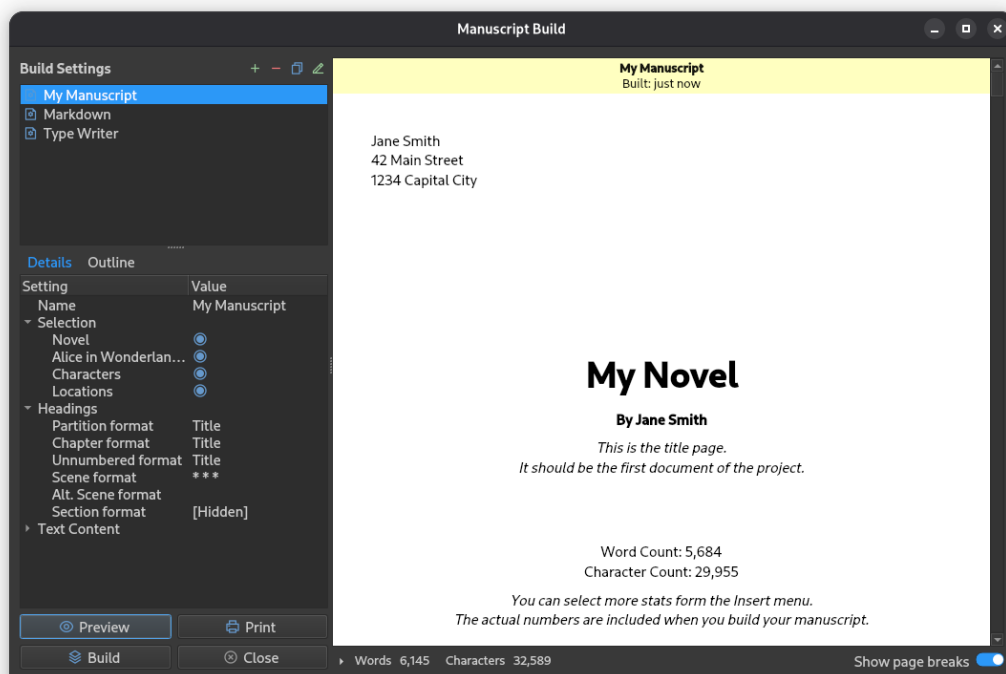 Manuscript Build
Build Settings
My Manuscript
Markdown
Type Writer
Details Outline
Setting Value
Name My Manuscript
Selection
Novel
Alice in Wonderlan...
Characters
Locations
Headings
Partition format Title
Chapter format Title
Unnumbered format Title
Scene format * * *
Alt. Scene format
Section format [Hidden]
Text Content
Preview Print
Build Close
My Manuscript
Built: just now
Jane Smith
42 Main Street
1234 Capital City
My Novel
By Jane Smith
This is the title page.
It should be the first document of the project.
Word Count: 5,684
Character Count: 29,955
You can select more stats form the Insert menu.
The actual numbers are included when you build your manuscript.
Words 6,145 Characters 32,589
Show page breaks